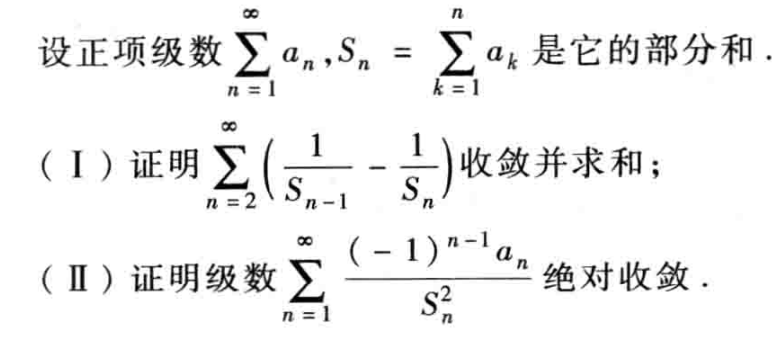 设正项级数 $\sum_{n=1}^{\infty} a_n, S_n = \sum_{k=1}^{n} a_k$ 是它的部分和.
(Ⅰ) 证明 $\sum_{n=2}^{\infty} \left( \frac{1}{S_{n-1}} - \frac{1}{S_n} \right)$ 收敛并求和;
(Ⅱ) 证明级数 $\sum_{n=1}^{\infty} \frac{(-1)^{n-1} a_n}{S_n^2}$ 绝对收敛.